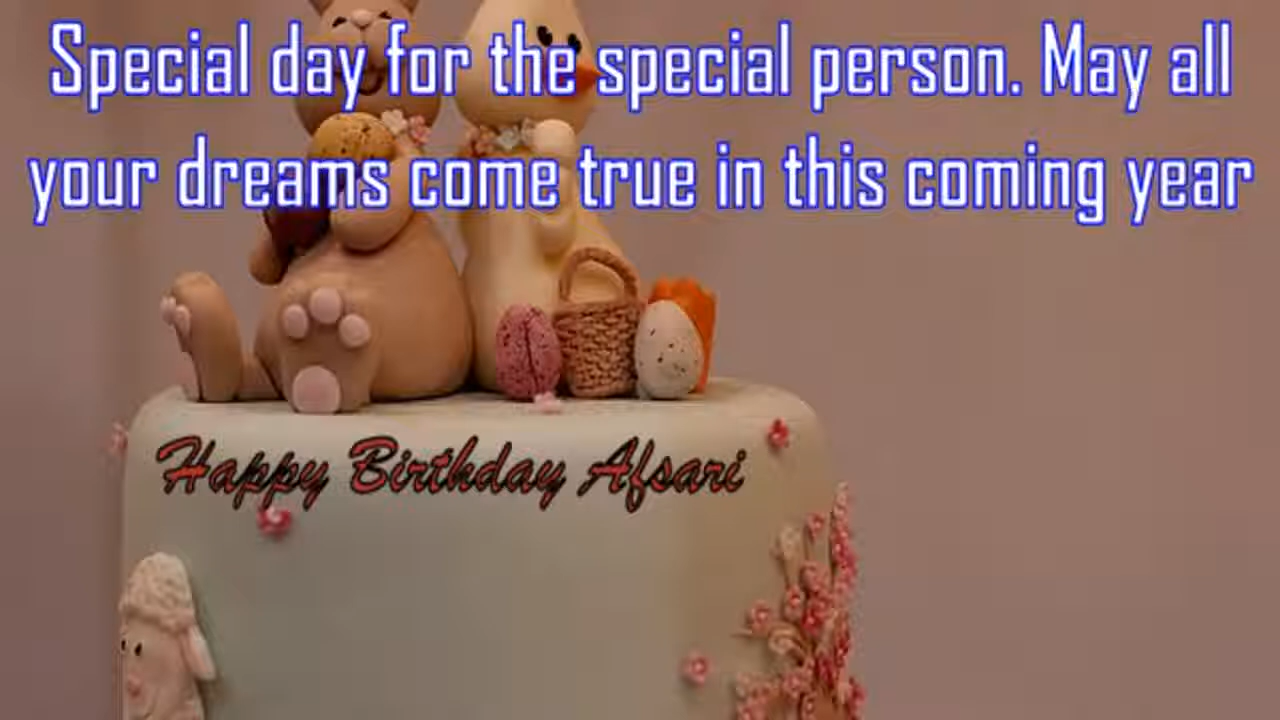 Special day for the special person. May all
your dreams come true in this coming year
Happy Birthday Afsari